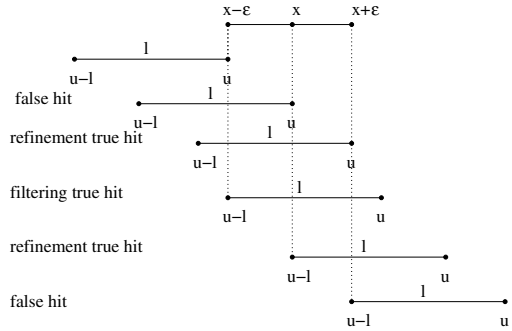 x−ε x x+ε
l
u−l u
false hit l
u−l u
refinement true hit l
u−l u
filtering true hit l
u−l u
refinement true hit l
u−l u
false hit l
u−l u